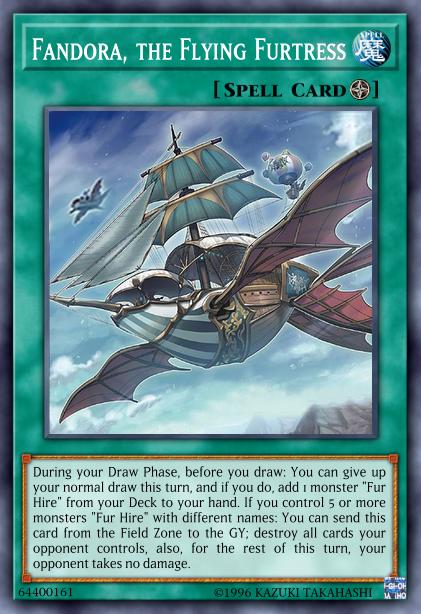 Fandora, the Flying Furtress
SPELL
魔
[Spell Card]
During your Draw Phase, before you draw: You can give up
your normal draw this turn, and if you do, add 1 monster "Fur
Hire" from your Deck to your hand. If you control 5 or more
monsters "Fur Hire" with different names: You can send this
card from the Field Zone to the GY; destroy all cards your
opponent controls, also, for the rest of this turn, your
opponent takes no damage.
64400161
©1996 KAZUKI TAKAHASHI